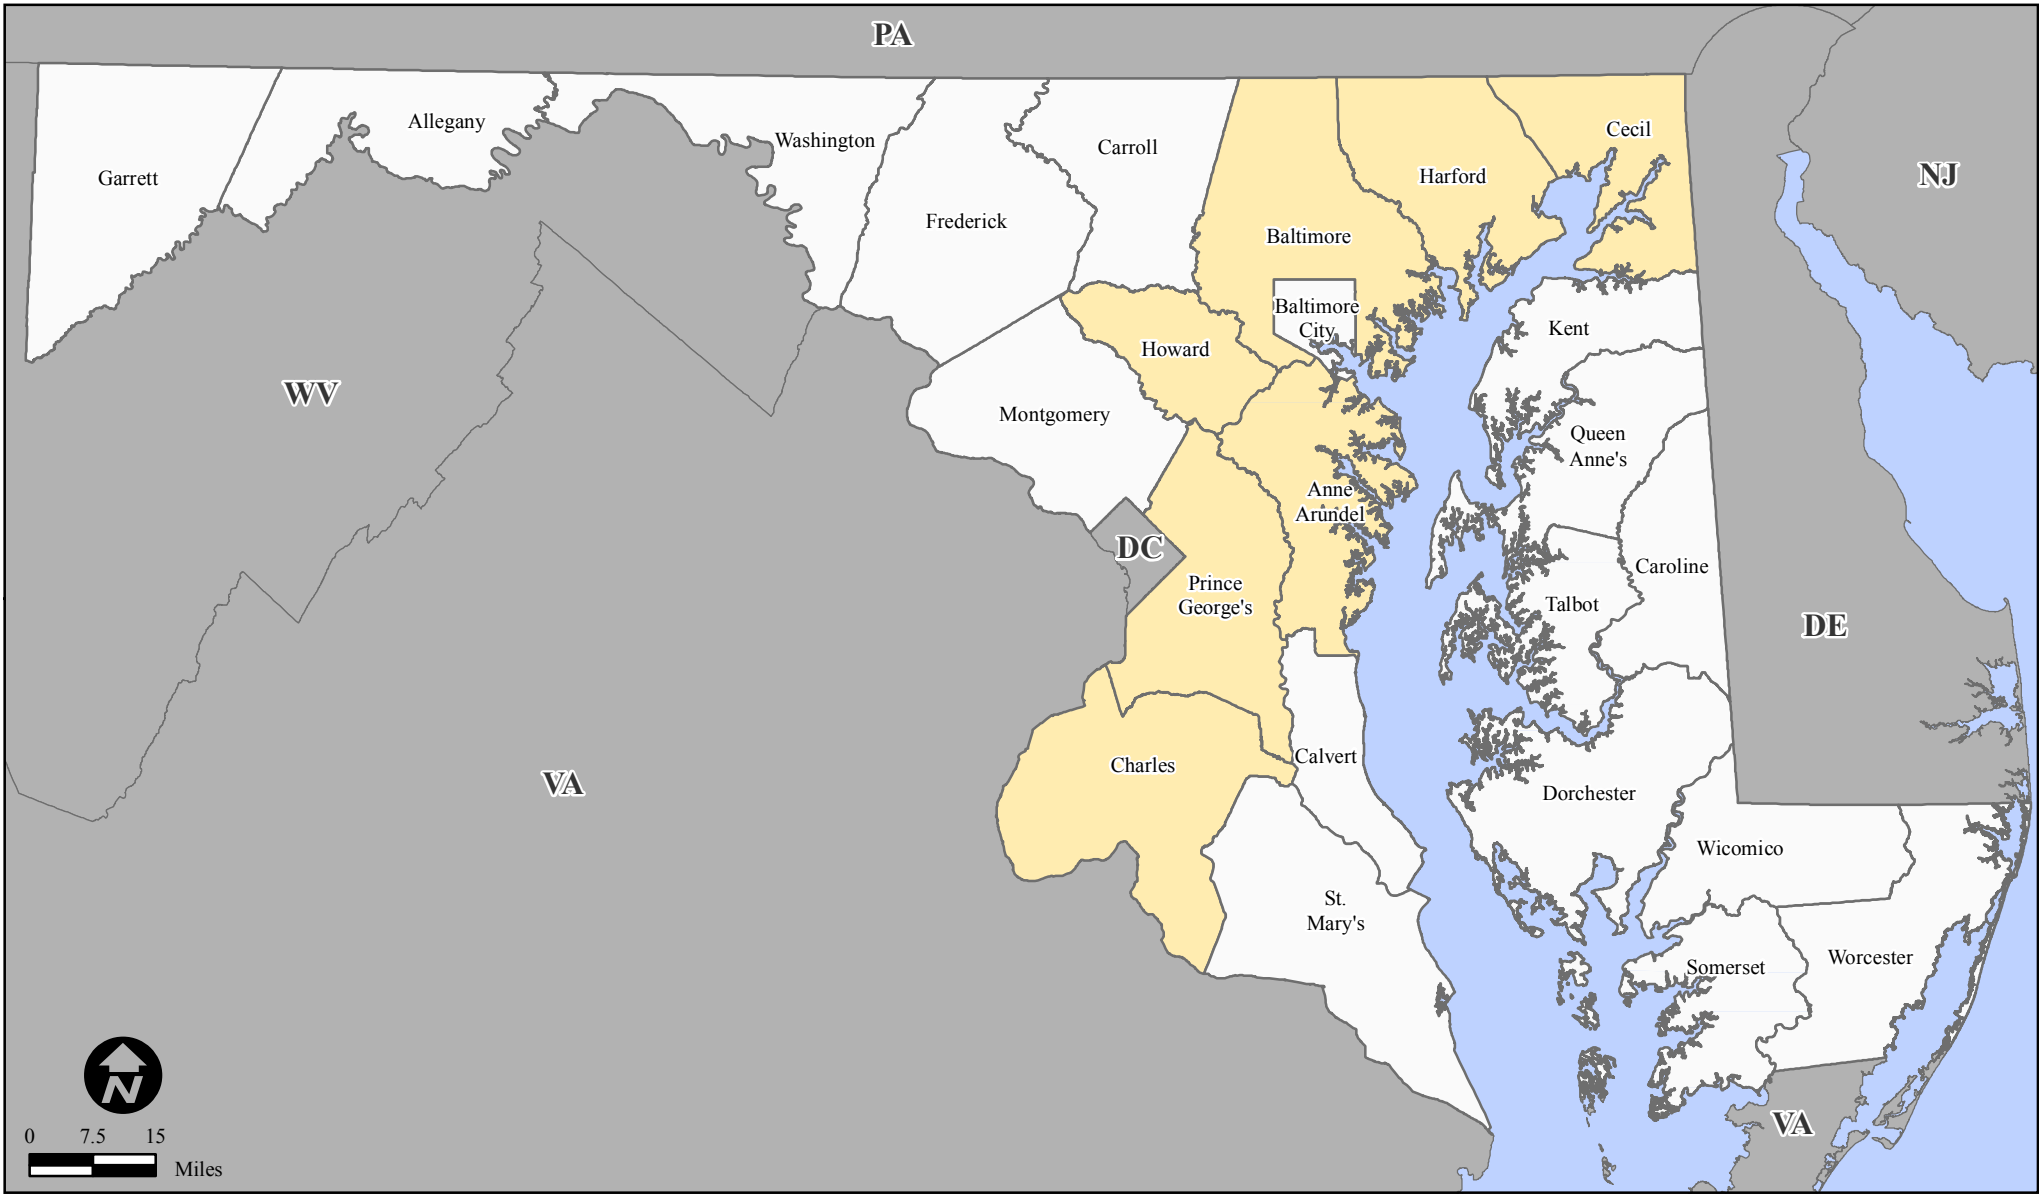 PA
Garrett
Allegany
Washington
Frederick
Carroll
Baltimore
Harford
Cecil
NJ
Baltimore
City
Kent
Howard
WV
Montgomery
Queen
Anne's
Anne
Arundel
DC
Prince
George's
Caroline
Talbot
DE
Charles
Calvert
VA
Dorchester
Wicomico
St.
Mary's
Somerset
Worcester
N
VA
0 7.5 15
Miles